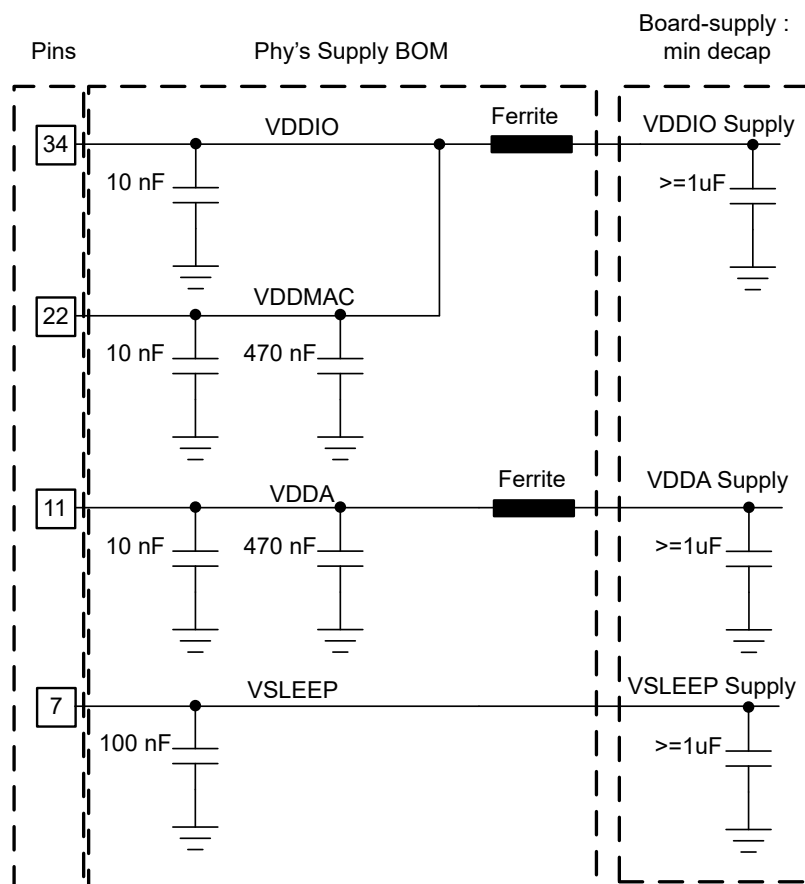 Pins
Phy's Supply BOM
Board-supply :
min decap
34
VDDIO
Ferrite
VDDIO Supply
10 nF
>=1uF
22
VDDMAC
10 nF
470 nF
11
VDDA
Ferrite
VDDA Supply
10 nF
470 nF
>=1uF
7
VSLEEP
VSLEEP Supply
100 nF
>=1uF